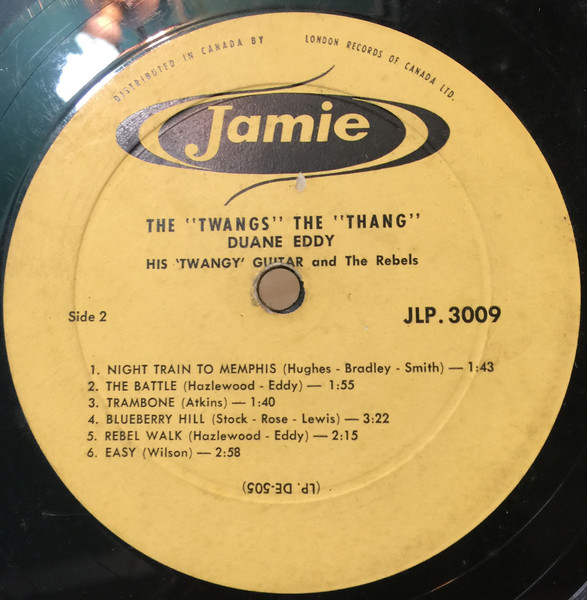 DISTRIBUTED IN CANADA BY LONDON RECORDS OF CANADA LTD.
Jamie
THE "TWANGS" THE "THANG"
DUANE EDDY
HIS 'TWANGY' GUITAR and The Rebels
Side 2
JLP. 3009
1. NIGHT TRAIN TO MEMPHIS (Hughes - Bradley - Smith) — 1:43
2. THE BATTLE (Hazlewood - Eddy) — 1:55
3. TRAMBONE (Atkins) — 1:40
4. BLUEBERRY HILL (Stock - Rose - Lewis) — 3:22
5. REBEL WALK (Hazlewood - Eddy) — 2:15
6. EASY (Wilson) — 2:58
(LP. DE-505)